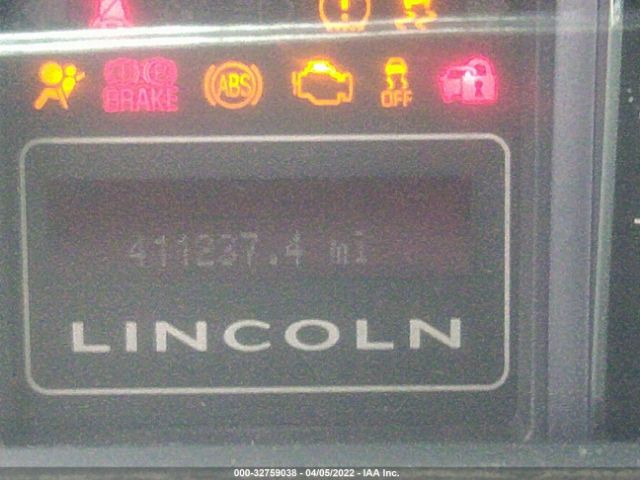 BRAKE ABS OFF
411237.4 mi
LINCOLN
000-32759038 - 04/05/2022 - IAA Inc.